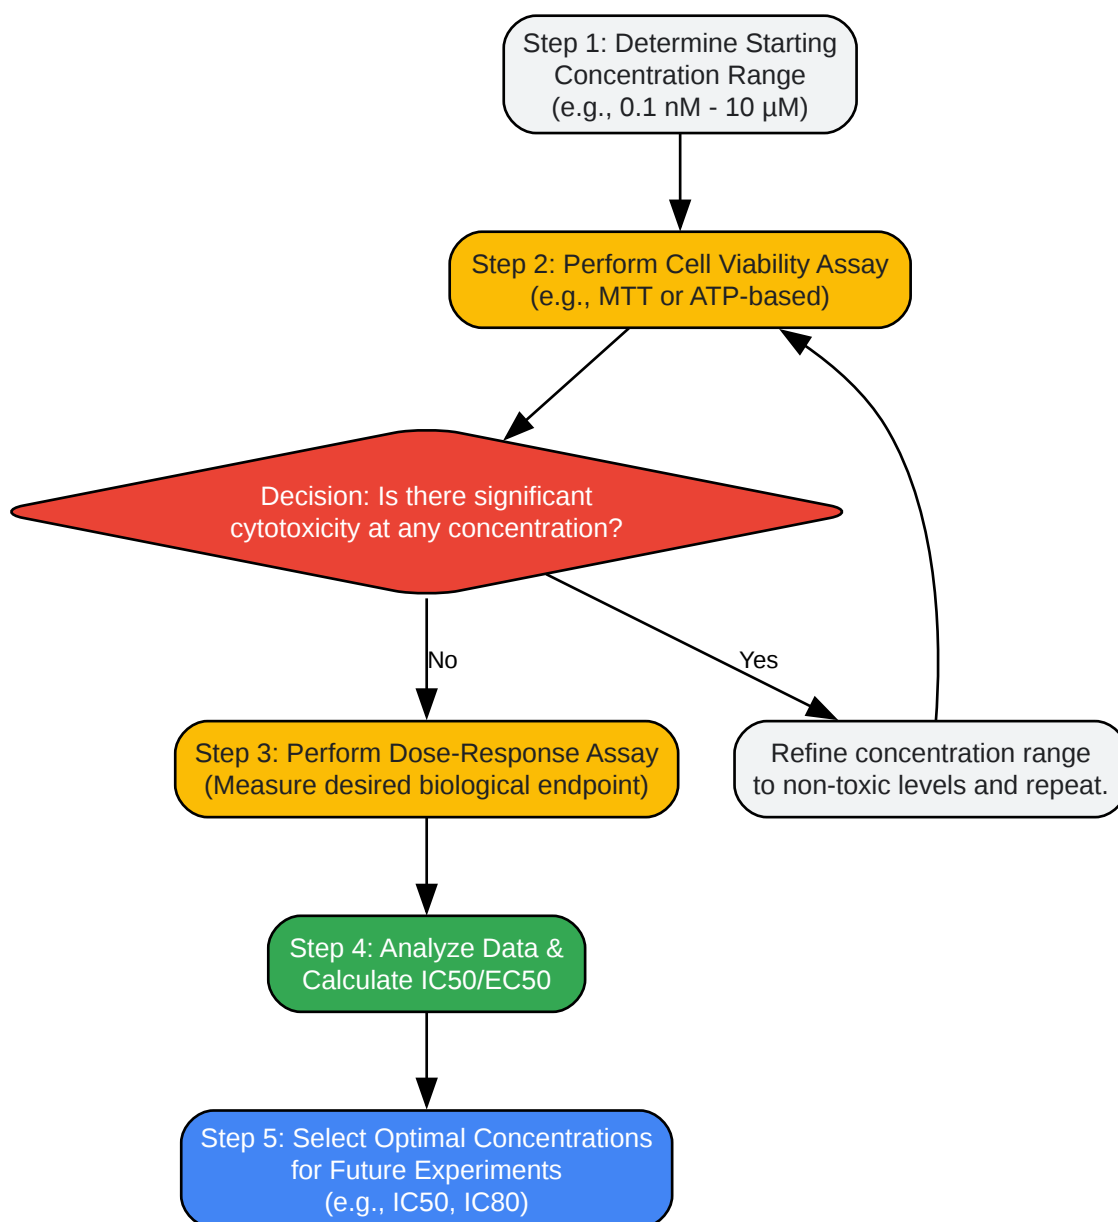 Step 1: Determine Starting
Concentration Range
(e.g., 0.1 nM - 10 µM)
Step 2: Perform Cell Viability Assay
(e.g., MTT or ATP-based)
Decision: Is there significant
cytotoxicity at any concentration?
No
Yes
Step 3: Perform Dose-Response Assay
(Measure desired biological endpoint)
Refine concentration range
to non-toxic levels and repeat.
Step 4: Analyze Data &
Calculate IC50/EC50
Step 5: Select Optimal Concentrations
for Future Experiments
(e.g., IC50, IC80)